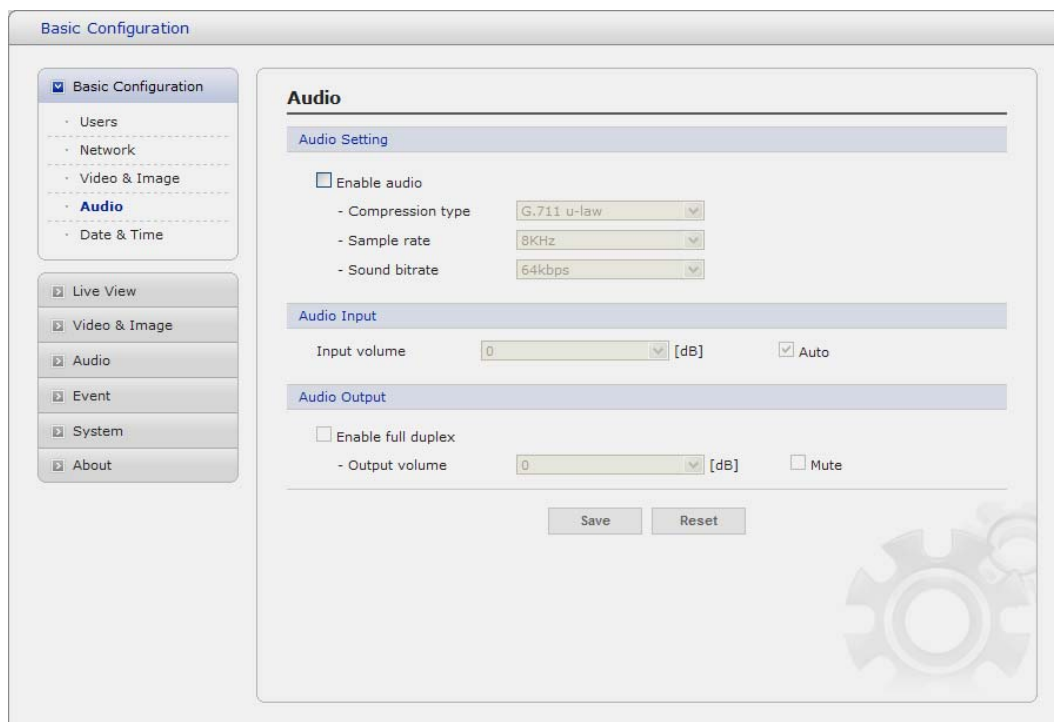 Basic Configuration
Basic Configuration
· Users
· Network
· Video & Image
· Audio
· Date & Time
Live View
Video & Image
Audio
Event
System
About
Audio
Audio Setting
Enable audio
- Compression type G.711 u-law
- Sample rate 8KHz
- Sound bitrate 64kbps
Audio Input
Input volume 0 [dB] Auto
Audio Output
Enable full duplex
- Output volume 0 [dB] Mute
Save Reset